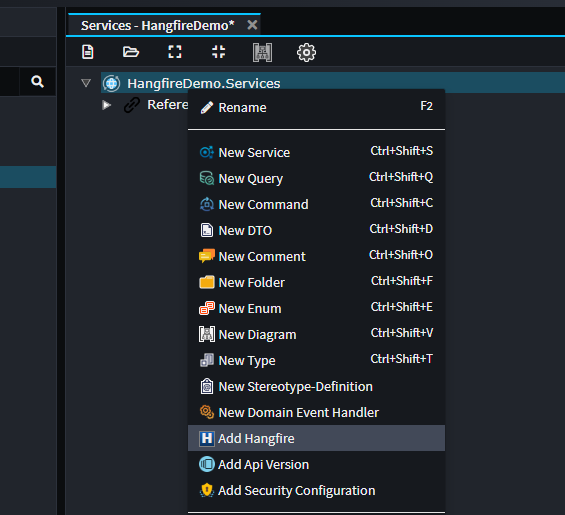 Services - HangfireDemo*
HangfireDemo.Services
Refere
Rename F2
New Service Ctrl+Shift+S
New Query Ctrl+Shift+Q
New Command Ctrl+Shift+C
New DTO Ctrl+Shift+D
New Comment Ctrl+Shift+O
New Folder Ctrl+Shift+F
New Enum Ctrl+Shift+E
New Diagram Ctrl+Shift+V
New Type Ctrl+Shift+T
New Stereotype-Definition
New Domain Event Handler
H Add Hangfire
Add Api Version
Add Security Configuration